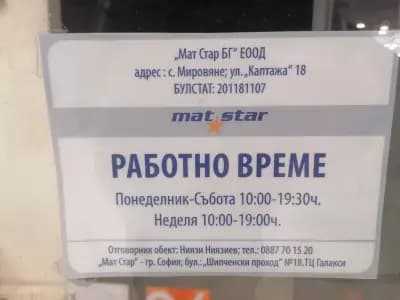 „Мат Стар БГ“ ЕООД
адрес : с. Мировяне; ул. „Каптажа“ 18
БУЛСТАТ: 201181107
mat star
РАБОТНО ВРЕМЕ
Понеделник-Събота 10:00-19:30ч.
Неделя 10:00-19:00ч.
Отговорник обект: Ниязи Ниязиев; тел.: 0887 70 15 20
„Мат Стар“ - гр. София; бул.: „Шипченски проход“ №18.ТЦ Галакси